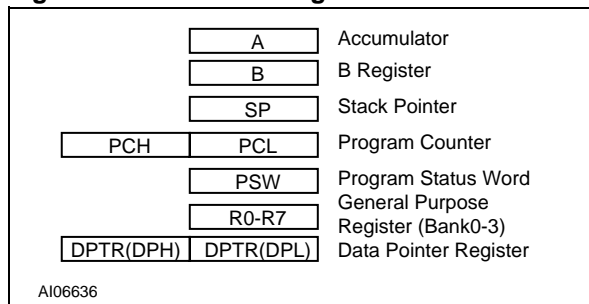 A Accumulator
B B Register
SP Stack Pointer
PCH PCL Program Counter
PSW Program Status Word
R0-R7 General Purpose
Register (Bank0-3)
DPTR(DPH) DPTR(DPL) Data Pointer Register
AI06636